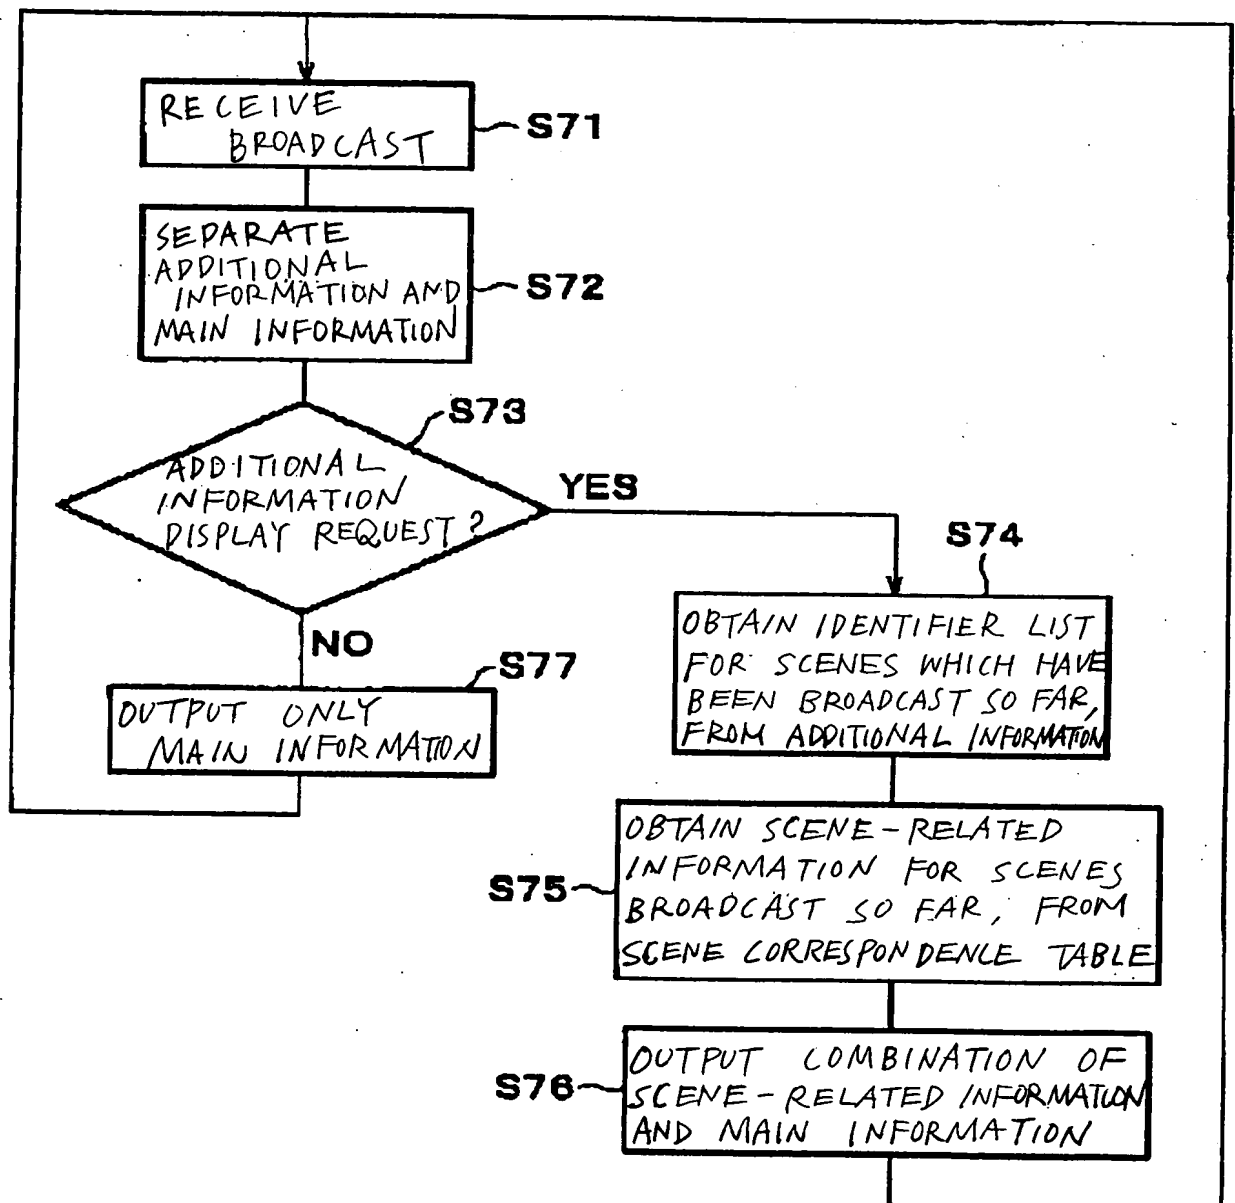 RECEIVE
BROADCAST
S71
SEPARATE
ADDITIONAL
INFORMATION AND
MAIN INFORMATION
S72
S73
ADDITIONAL
INFORMATION
DISPLAY REQUEST?
YES
NO
S77
OUTPUT ONLY
MAIN INFORMATION
S74
OBTAIN IDENTIFIER LIST
FOR SCENES WHICH HAVE
BEEN BROADCAST SO FAR,
FROM ADDITIONAL INFORMATION
S75
OBTAIN SCENE-RELATED
INFORMATION FOR SCENES
BROADCAST SO FAR, FROM
SCENE CORRESPONDENCE TABLE
S76
OUTPUT COMBINATION OF
SCENE-RELATED INFORMATION
AND MAIN INFORMATION